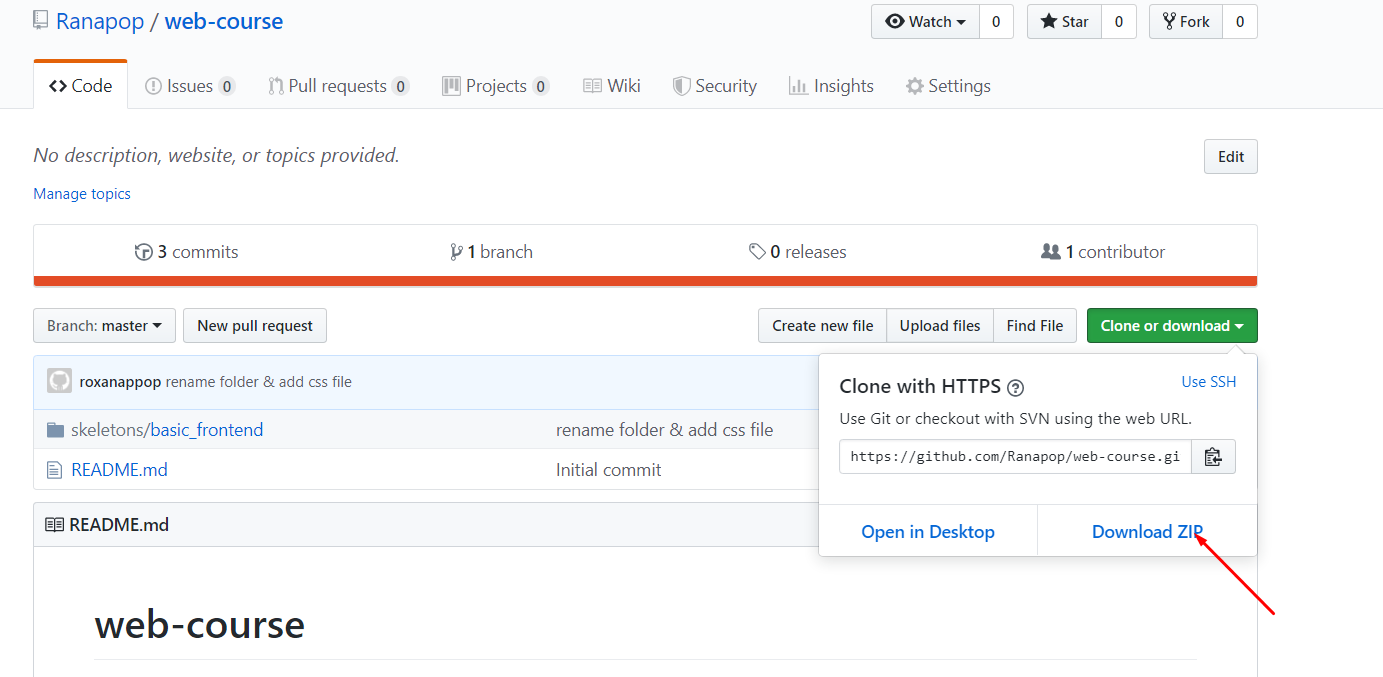 Ranapop / web-course
Watch 0 Star 0 Fork 0
Code Issues 0 Pull requests 0 Projects 0 Wiki Security Insights Settings
No description, website, or topics provided.
Edit
Manage topics
3 commits 1 branch 0 releases 1 contributor
Branch: master New pull request Create new file Upload files Find File Clone or download
roxanappop rename folder & add css file
skeletons/basic_frontend rename folder & add css file
README.md Initial commit
Clone with HTTPS ? Use SSH
Use Git or checkout with SVN using the web URL.
https://github.com/Ranapop/web-course.gi
Open in Desktop Download ZIP
README.md
web-course